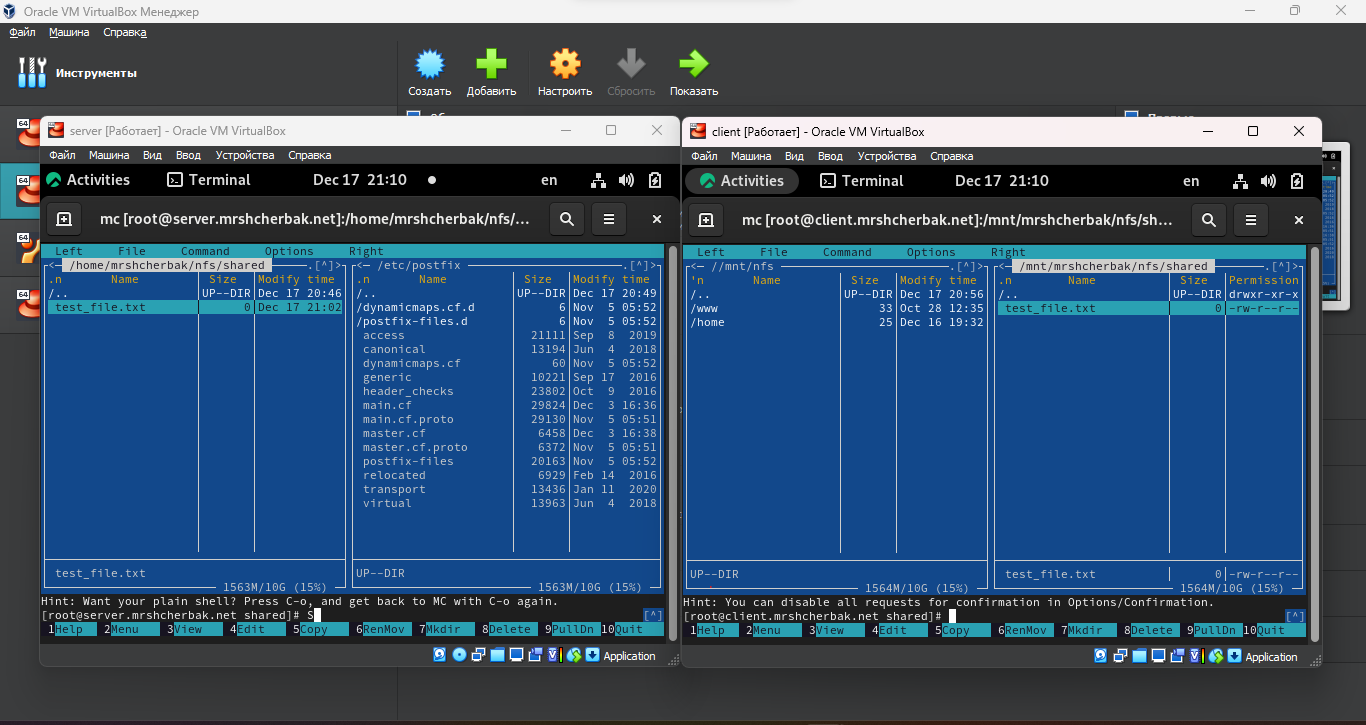 Oracle VM VirtualBox Менеджер
Файл Машина Справка
Инструменты
Создать Добавить Настроить Сбросить Показать
64
64
64
64
server [Работает] - Oracle VM VirtualBox
Файл Машина Вид Ввод Устройства Справка
Activities Terminal Dec 17 21:10 en
mc [root@server.mrshcherbak.net]:/home/mrshcherbak/nfs/...
Left File Command Options Right
<─ /home/mrshcherbak/nfs/shared .[^]> <─ /etc/postfix .[^]>
.n Name Size Modify time .n Name Size Modify time
/.. UP--DIR Dec 17 20:46 /.. UP--DIR Dec 17 20:49
test_file.txt 0 Dec 17 21:02 /dynamicmaps.cf.d 6 Nov 5 05:52
/postfix-files.d 6 Nov 5 05:52
access 21111 Sep 8 2019
canonical 13194 Jun 4 2018
dynamicmaps.cf 60 Nov 5 05:52
generic 10221 Sep 17 2016
header_checks 23802 Oct 9 2016
main.cf 29824 Dec 3 16:36
main.cf.proto 29130 Nov 5 05:51
master.cf 6458 Dec 3 16:38
master.cf.proto 6372 Nov 5 05:51
postfix-files 20163 Nov 5 05:52
relocated 6929 Feb 14 2016
transport 13436 Jan 11 2020
virtual 13963 Jun 4 2018
test_file.txt UP--DIR
1563M/10G (15%) 1563M/10G (15%)
Hint: Want your plain shell? Press C-o, and get back to MC with C-o again.
[root@server.mrshcherbak.net shared]# S [^]
1Help 2Menu 3View 4Edit 5Copy 6RenMov 7Mkdir 8Delete 9PullDn 10Quit
Application
client [Работает] - Oracle VM VirtualBox
Файл Машина Вид Ввод Устройства Справка
Activities Terminal Dec 17 21:10 en
mc [root@client.mrshcherbak.net]:/mnt/mrshcherbak/nfs/sh...
Left File Command Options Right
<─ //mnt/nfs .[^]> <─ /mnt/mrshcherbak/nfs/shared .[^]>
'n Name Size Modify time .n Name Size Permission
/.. UP--DIR Dec 17 20:56 /.. UP--DIR drwxr-xr-x
/www 33 Oct 28 12:35 test_file.txt 0 -rw-r--r--
/home 25 Dec 16 19:32
UP--DIR test_file.txt 0 -rw-r--r--
1564M/10G (15%) 1564M/10G (15%)
Hint: You can disable all requests for confirmation in Options/Confirmation.
[root@client.mrshcherbak.net shared]# [^]
1Help 2Menu 3View 4Edit 5Copy 6RenMov 7Mkdir 8Delete 9PullDn 10Quit
Application